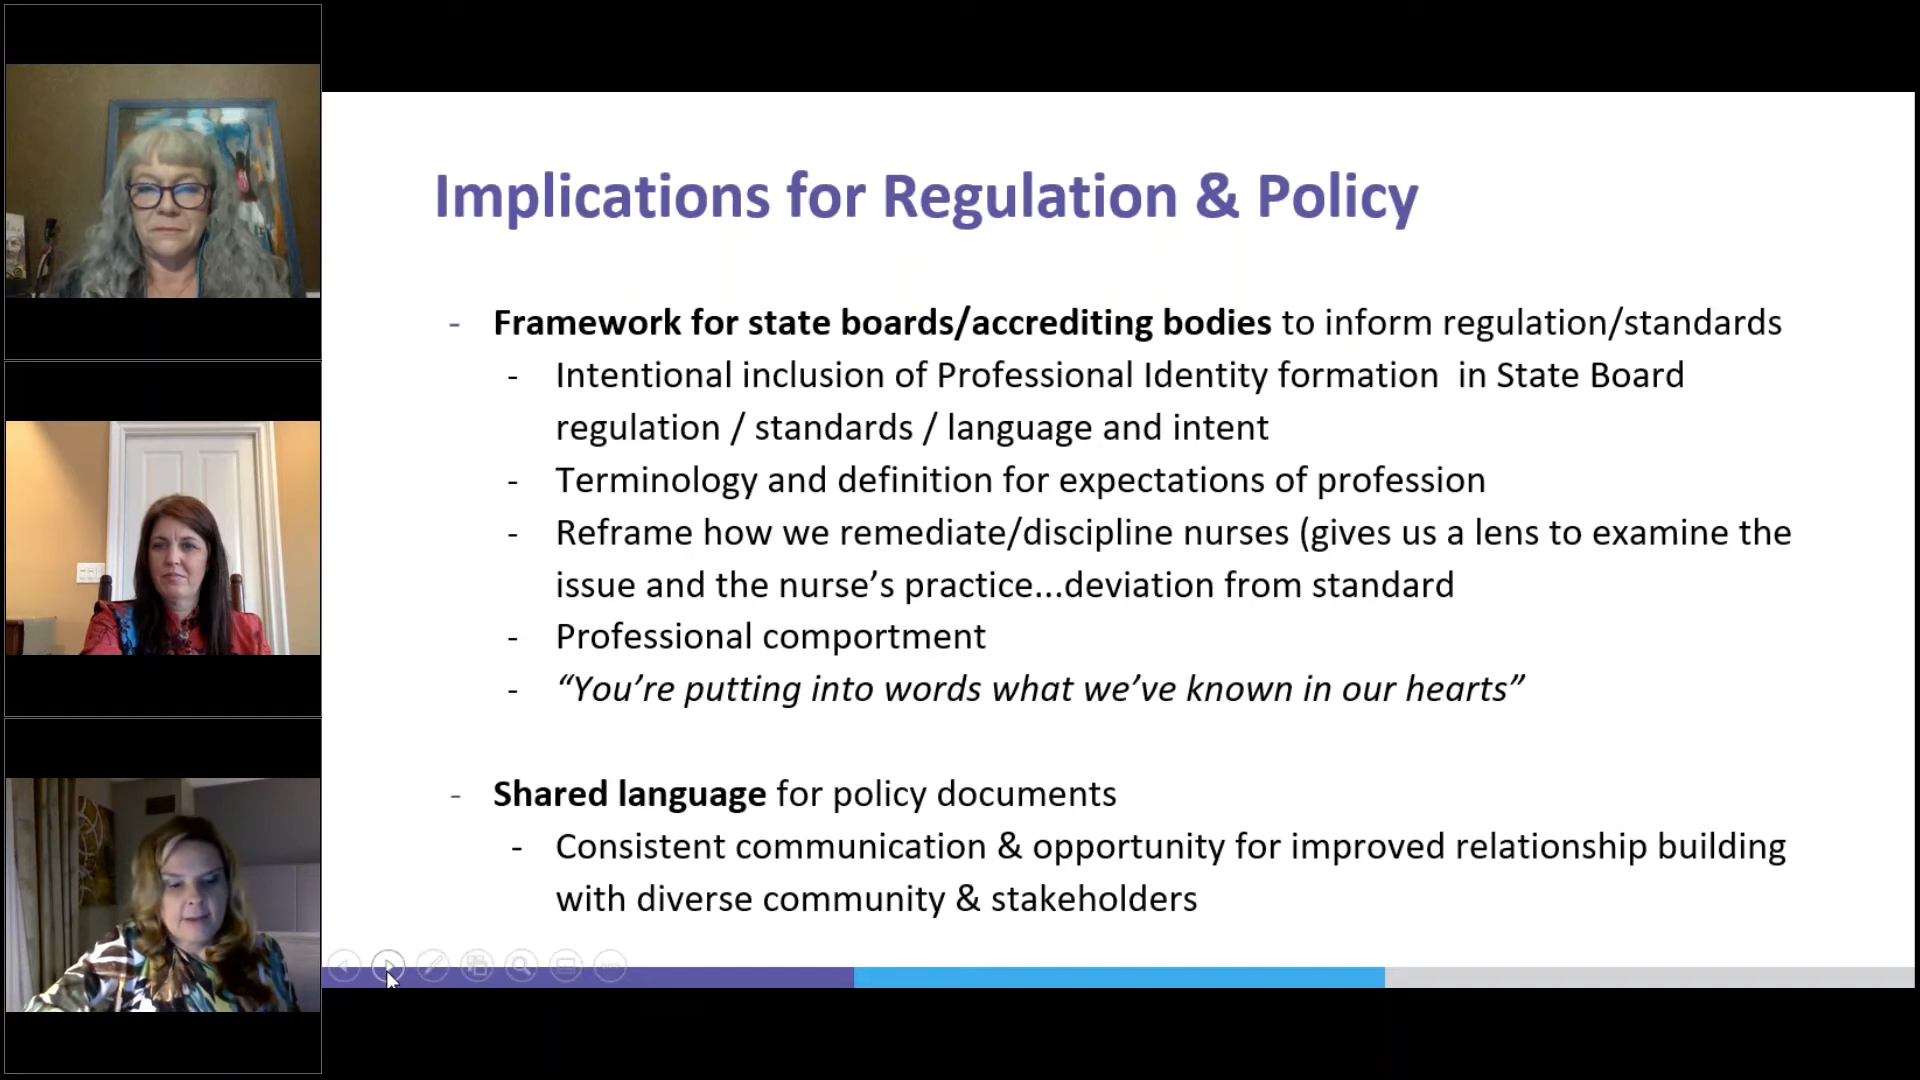 Implications for Regulation & Policy
- Framework for state boards/accrediting bodies to inform regulation/standards
- Intentional inclusion of Professional Identity formation  in State Board
regulation / standards / language and intent
- Terminology and definition for expectations of profession
- Reframe how we remediate/discipline nurses (gives us a lens to examine the
issue and the nurse’s practice...deviation from standard
- Professional comportment
- “You’re putting into words what we’ve known in our hearts”
- Shared language for policy documents
- Consistent communication & opportunity for improved relationship building
with diverse community & stakeholders